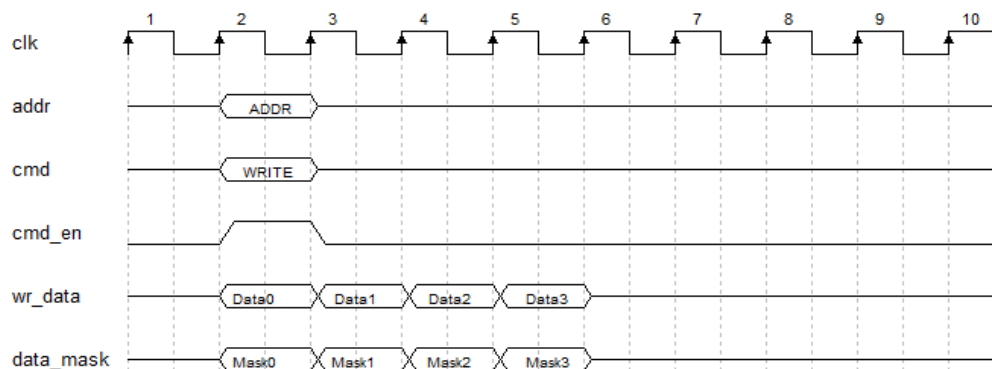 1 2 3 4 5 6 7 8 9 10
clk
addr ADDR
cmd WRITE
cmd_en
wr_data Data0 Data1 Data2 Data3
data_mask Mask0 Mask1 Mask2 Mask3